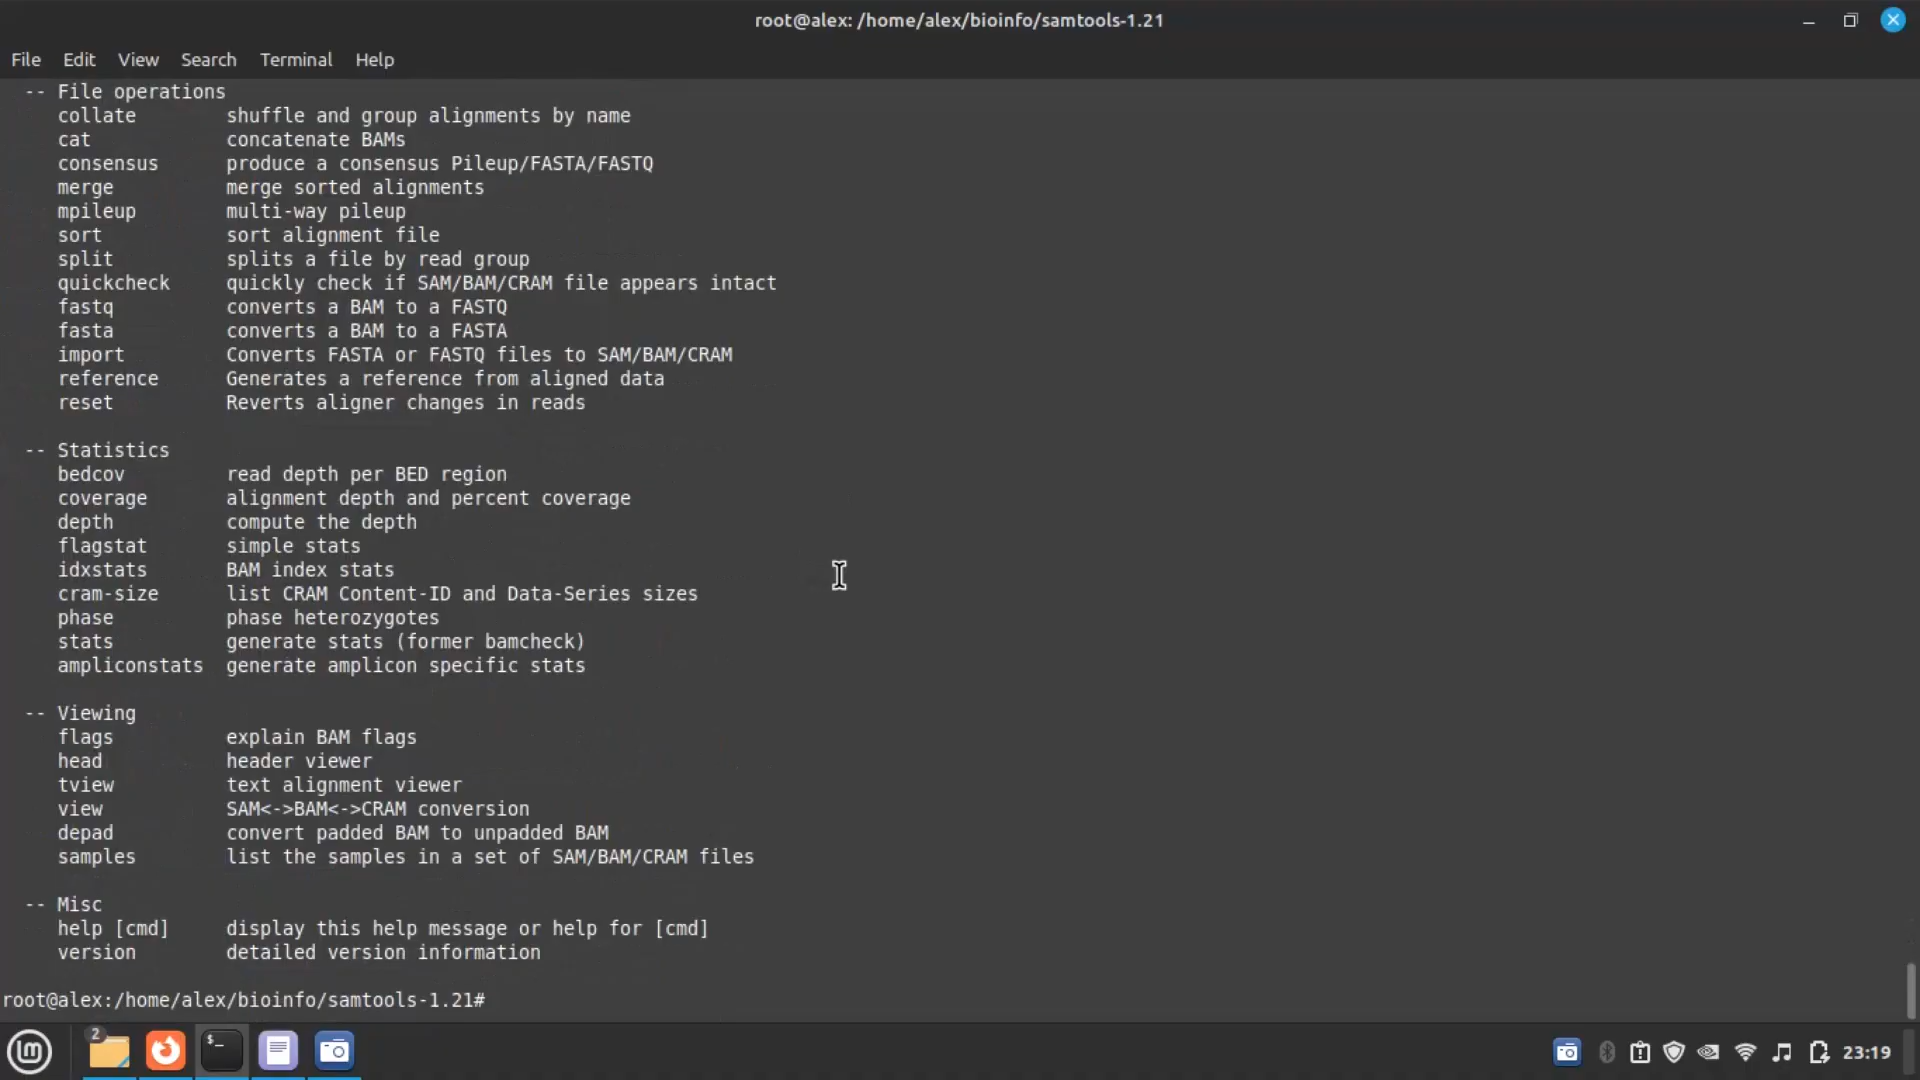 root@alex: /home/alex/bioinfo/samtools-1.21
File Edit View Search Terminal Help
-- File operations
collate shuffle and group alignments by name
cat concatenate BAMs
consensus produce a consensus Pileup/FASTA/FASTQ
merge merge sorted alignments
mpileup multi-way pileup
sort sort alignment file
split splits a file by read group
quickcheck quickly check if SAM/BAM/CRAM file appears intact
fastq converts a BAM to a FASTQ
fasta converts a BAM to a FASTA
import Converts FASTA or FASTQ files to SAM/BAM/CRAM
reference Generates a reference from aligned data
reset Reverts aligner changes in reads
-- Statistics
bedcov read depth per BED region
coverage alignment depth and percent coverage
depth compute the depth
flagstat simple stats
idxstats BAM index stats
cram-size list CRAM Content-ID and Data-Series sizes
phase phase heterozygotes
stats generate stats (former bamcheck)
ampliconstats generate amplicon specific stats
-- Viewing
flags explain BAM flags
head header viewer
tview text alignment viewer
view SAM<->BAM<->CRAM conversion
depad convert padded BAM to unpadded BAM
samples list the samples in a set of SAM/BAM/CRAM files
-- Misc
help [cmd] display this help message or help for [cmd]
version detailed version information
root@alex:/home/alex/bioinfo/samtools-1.21#
2
$_
23:19